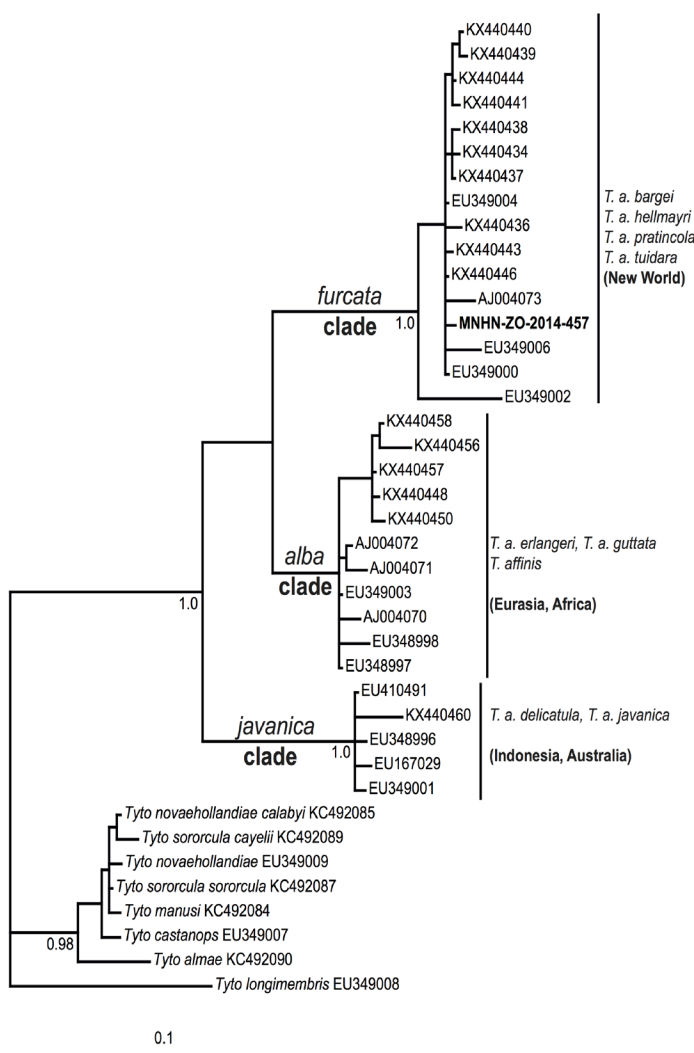 KX440440
KX440439
KX440444
KX440441
KX440438
KX440434
KX440437
EU349004
KX440436
KX440443
KX440446
AJ004073
MNHN-ZO-2014-457
EU349006
EU349000
EU349002
T. a. bargei
T. a. hellmayri
T. a. pratincola
T. a. tuidara
(New World)
furcata
clade
1.0
KX440458
KX440456
KX440457
KX440448
KX440450
AJ004072
AJ004071
EU349003
AJ004070
EU348998
EU348997
T. a. erlangeri, T. a. guttata
T. affinis
(Eurasia, Africa)
alba
clade
1.0
EU410491
KX440460
EU348996
EU167029
EU349001
T. a. delicatula, T. a. javanica
(Indonesia, Australia)
javanica
clade
1.0
Tyto novaehollandiae calabyi KC492085
Tyto sororcula cayelii KC492089
Tyto novaehollandiae EU349009
Tyto sororcula sororcula KC492087
Tyto manusi KC492084
Tyto castanops EU349007
Tyto almae KC492090
Tyto longimembris EU349008
0.98
0.1